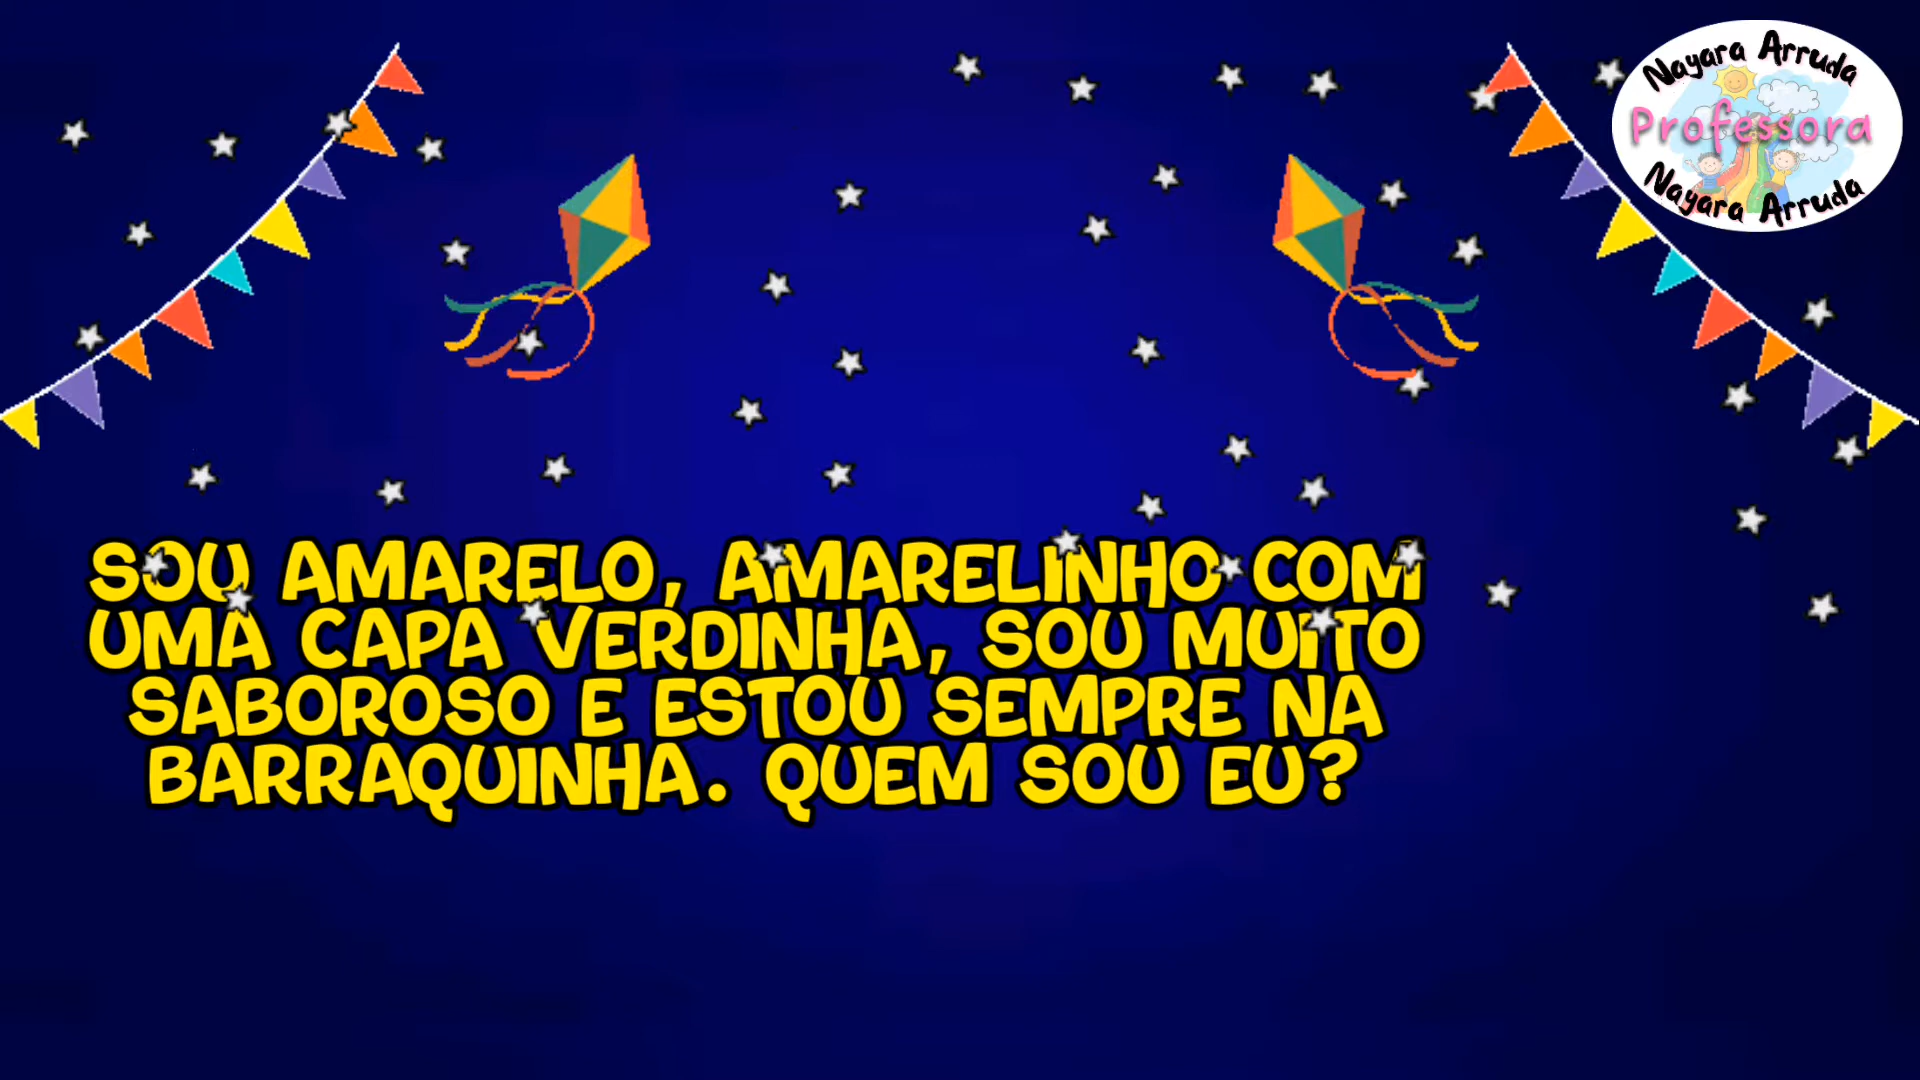 Nayara Arruda
Professora
Nayara Arruda
SOU AMARELO, AMARELINHO COM
UMA CAPA VERDINHA, SOU MUITO
SABOROSO E ESTOU SEMPRE NA
BARRAQUINHA. QUEM SOU EU?